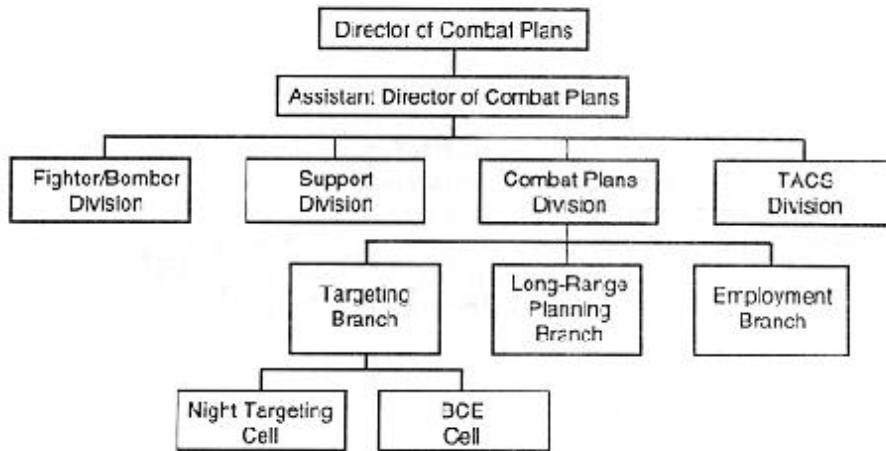 Director of Combat Plans
Assistant Director of Combat Plans
Fighter/Bomber
Division
Support
Division
Combat Plans
Division
TACS
Division
Targeting
Branch
Long-Range
Planning
Branch
Employment
Branch
Night Targeting
Cell
BCE
Cell